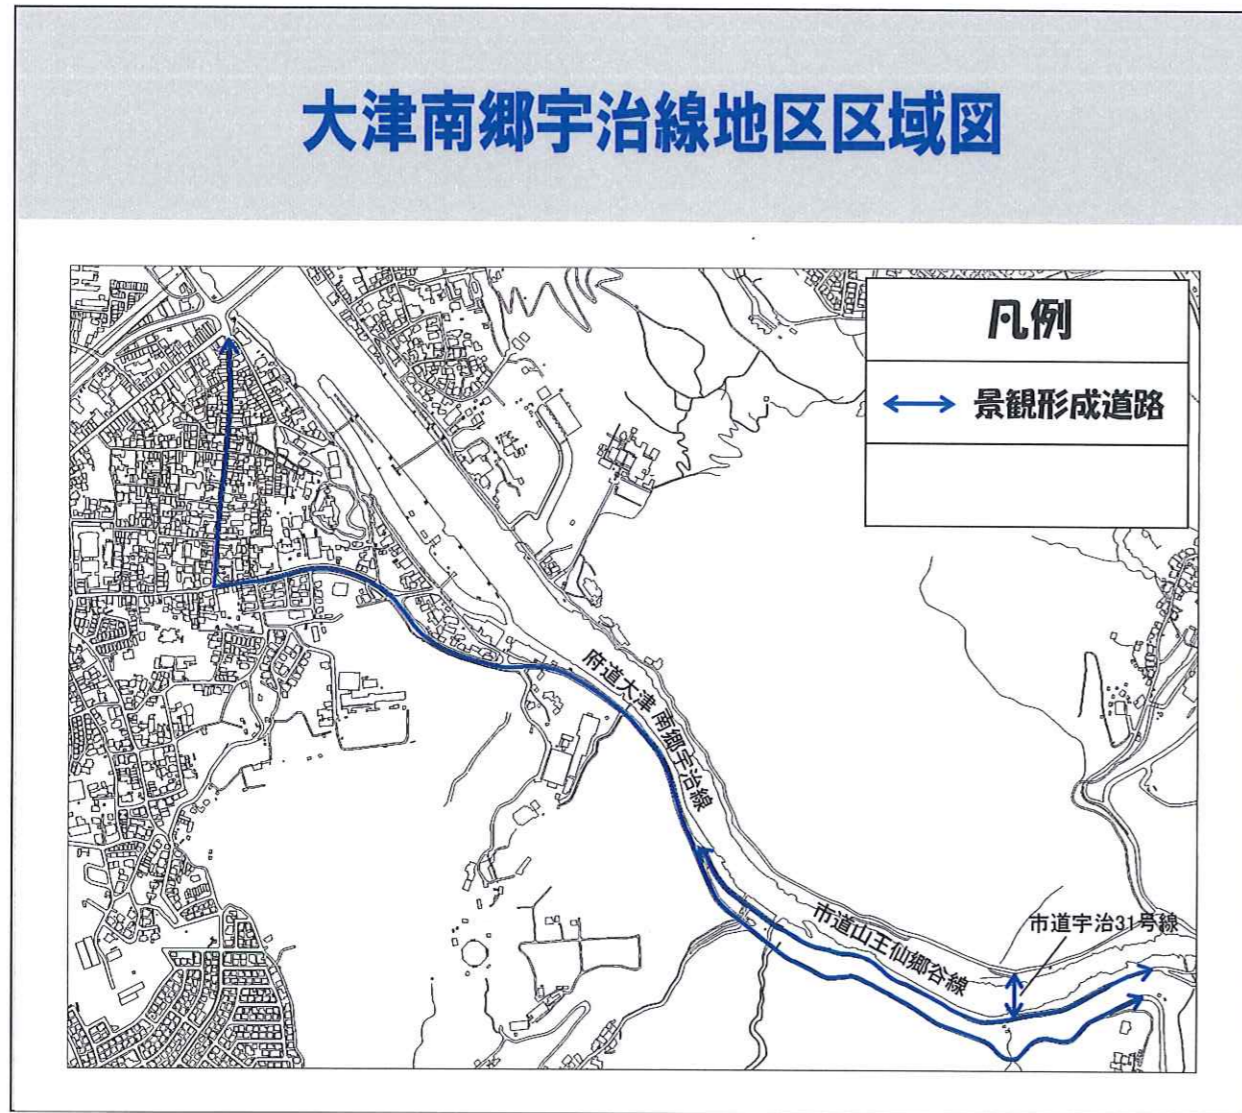 大津南郷宇治線地区区域図
凡例
景観形成道路
府道大津南郷宇治線
市道山王仙郷谷線
市道宇治31号線